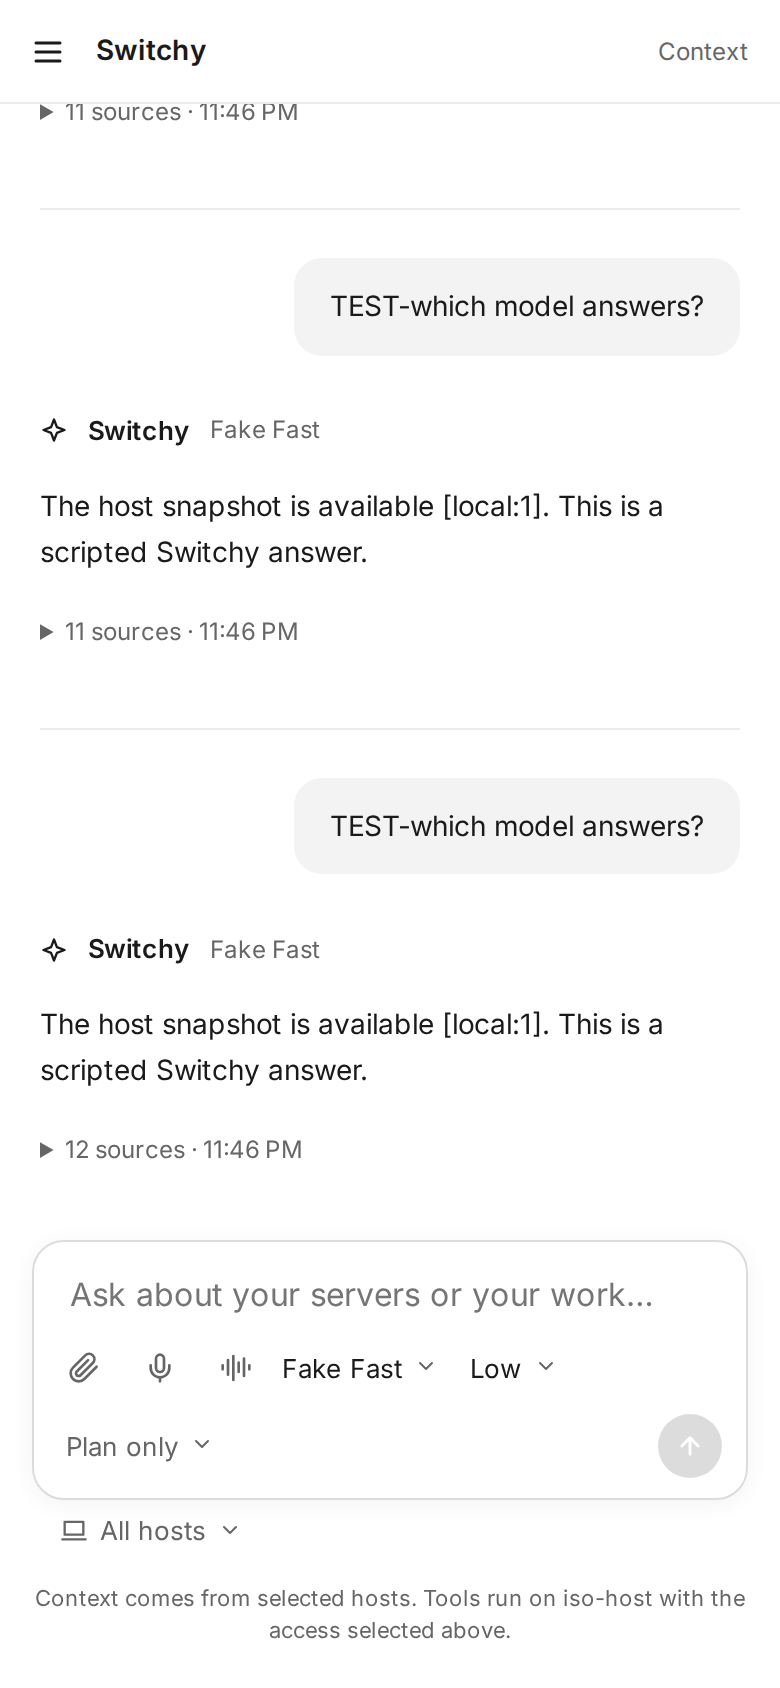 Switchy
Context
11 sources · 11:46 PM
TEST-which model answers?
Switchy Fake Fast
The host snapshot is available [local:1]. This is a
scripted Switchy answer.
11 sources · 11:46 PM
TEST-which model answers?
Switchy Fake Fast
The host snapshot is available [local:1]. This is a
scripted Switchy answer.
12 sources · 11:46 PM
Ask about your servers or your work...
Fake Fast Low
Plan only
All hosts
Context comes from selected hosts. Tools run on iso-host with the
access selected above.